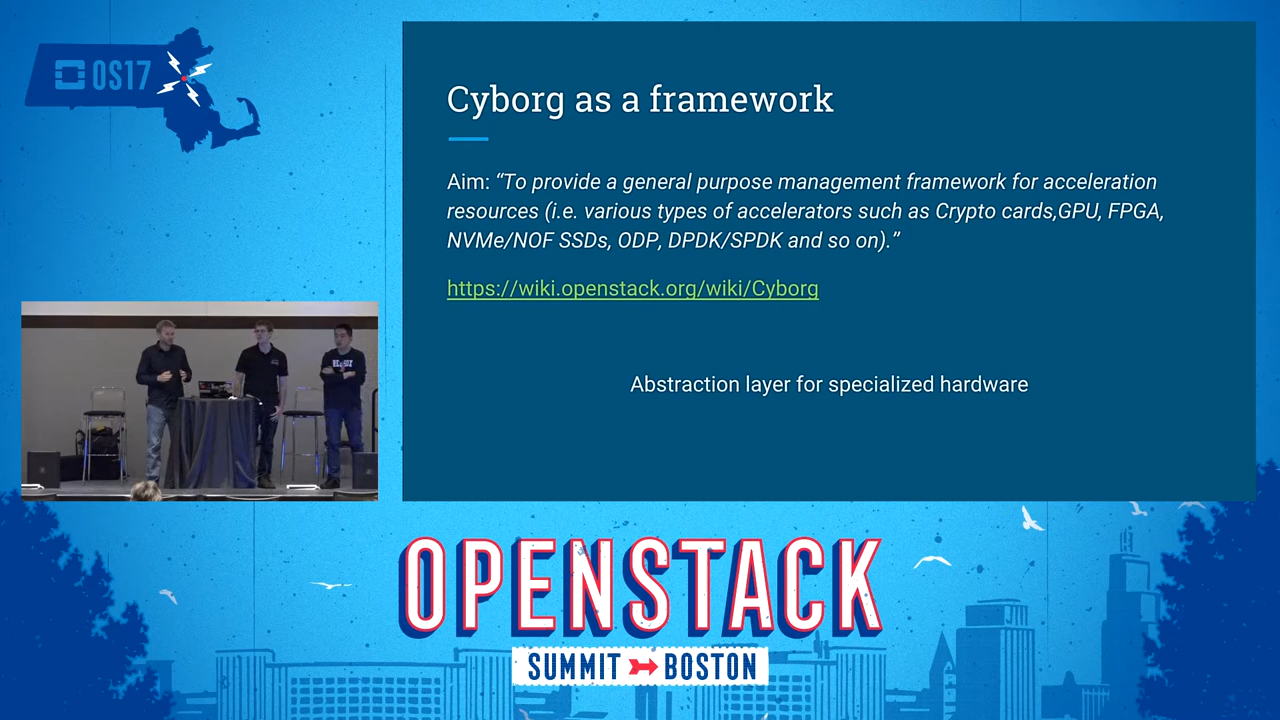 OS17
Cyborg as a framework
Aim: “To provide a general purpose management framework for acceleration
resources (i.e. various types of accelerators such as Crypto cards,GPU, FPGA,
NVMe/NOF SSDs, ODP, DPDK/SPDK and so on).”
https://wiki.openstack.org/wiki/Cyborg
Abstraction layer for specialized hardware
OPENSTACK
SUMMIT BOSTON